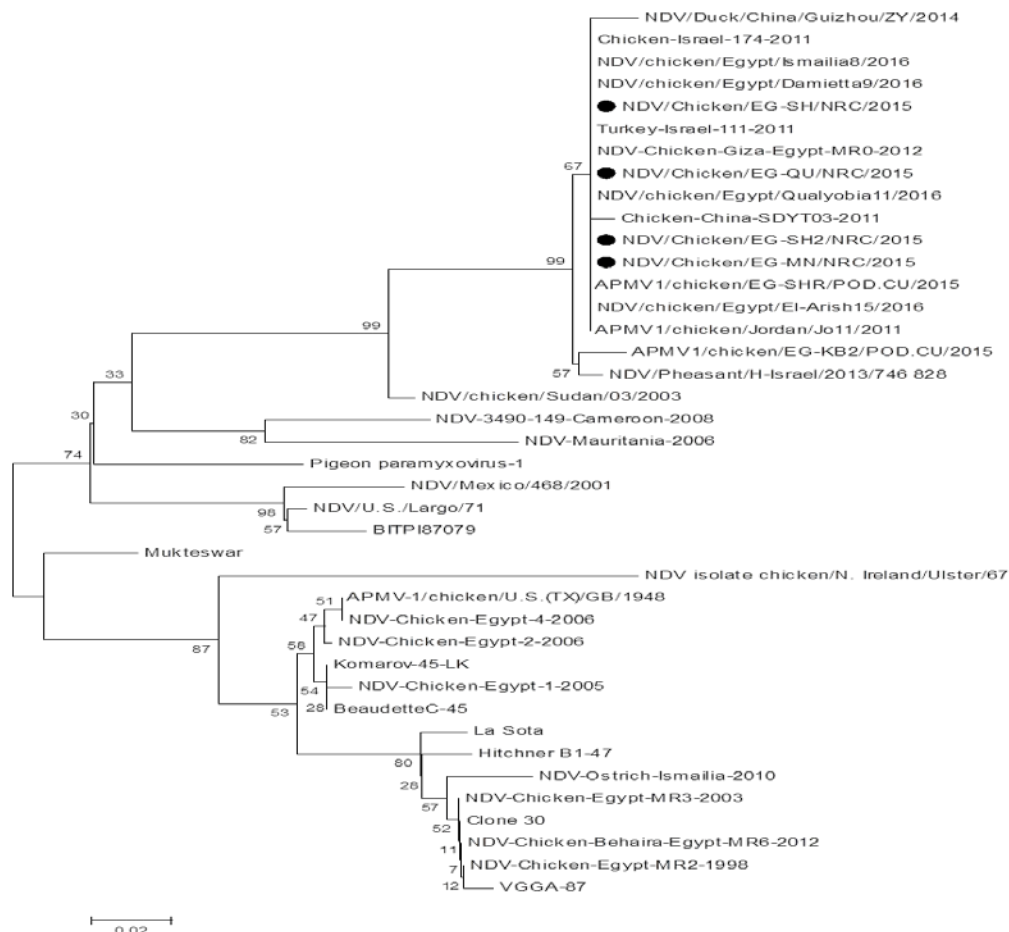 NDV/Duck/China/Guizhou/ZY/2014
Chicken-Israel-174-2011
NDV/chicken/Egypt/Ismailia8/2016
NDV/chicken/Egypt/Damietta9/2016
NDV/Chicken/EG-SH/NRC/2015
Turkey-Israel-111-2011
NDV-Chicken-Giza-Egypt-MR0-2012
67
NDV/Chicken/EG-QU/NRC/2015
NDV/chicken/Egypt/Qualyobia11/2016
Chicken-China-SDYT03-2011
NDV/Chicken/EG-SH2/NRC/2015
99
NDV/Chicken/EG-MN/NRC/2015
APMV1/chicken/EG-SHR/POD.CU/2015
NDV/chicken/Egypt/El-Arish15/2016
99
APMV1/chicken/Jordan/Jo11/2011
APMV1/chicken/EG-KB2/POD.CU/2015
33
57
NDV/Pheasant/H-Israel/2013/746 828
NDV/chicken/Sudan/03/2003
30
NDV-3490-149-Cameroon-2008
82
NDV-Mauritania-2006
74
Pigeon paramyxovirus-1
NDV/Mexico/468/2001
98
NDV/U.S./Largo/71
57
BITPI87079
Mukteswar
NDV isolate chicken/N. Ireland/Ulster/67
51
APMV-1/chicken/U.S.(TX)/GB/1948
47
NDV-Chicken-Egypt-4-2006
58
NDV-Chicken-Egypt-2-2006
87
Komarov-45-LK
54
NDV-Chicken-Egypt-1-2005
53
28
BeaudetteC-45
La Sota
80
Hitchner B1-47
28
NDV-Ostrich-Ismailia-2010
57
NDV-Chicken-Egypt-MR3-2003
52
Clone 30
11
NDV-Chicken-Behaira-Egypt-MR6-2012
7
NDV-Chicken-Egypt-MR2-1998
12
VGGA-87
0.02